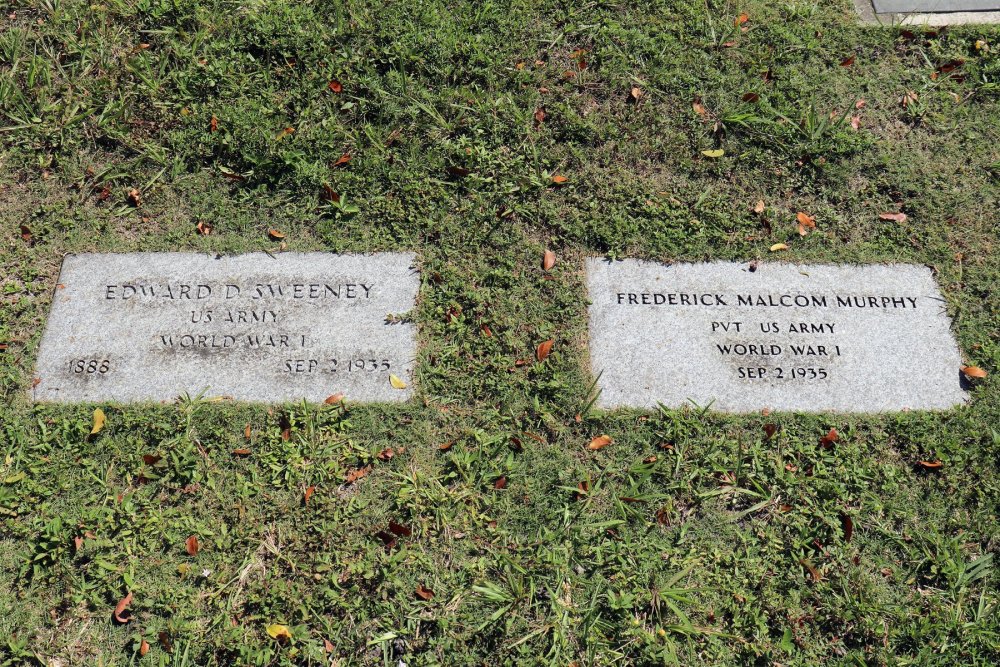 EDWARD D SWEENEY
US ARMY
WORLD WAR I
1888 SEP 2 1935
FREDERICK MALCOM MURPHY
PVT US ARMY
WORLD WAR I
SEP 2 1935